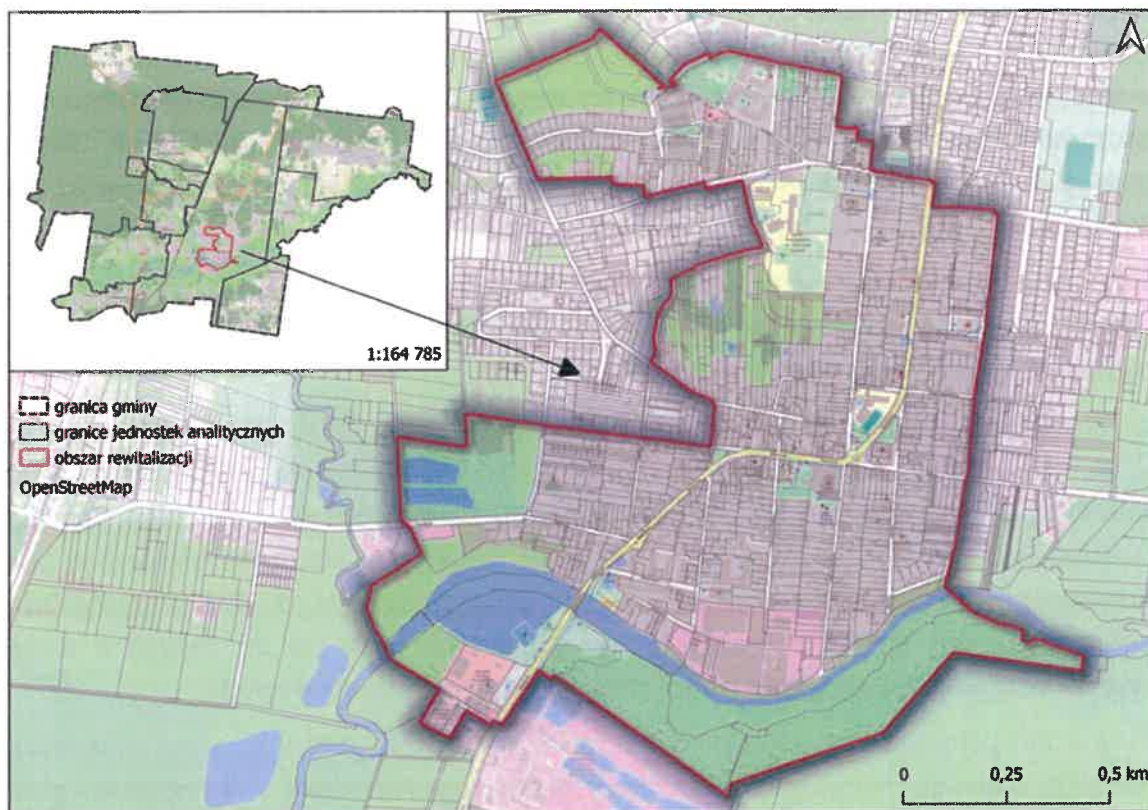 1:164 785
granica gminy
granice jednostek analitycznych
obszar rewitalizacji
OpenStreetMap
0 0,25 0,5 km